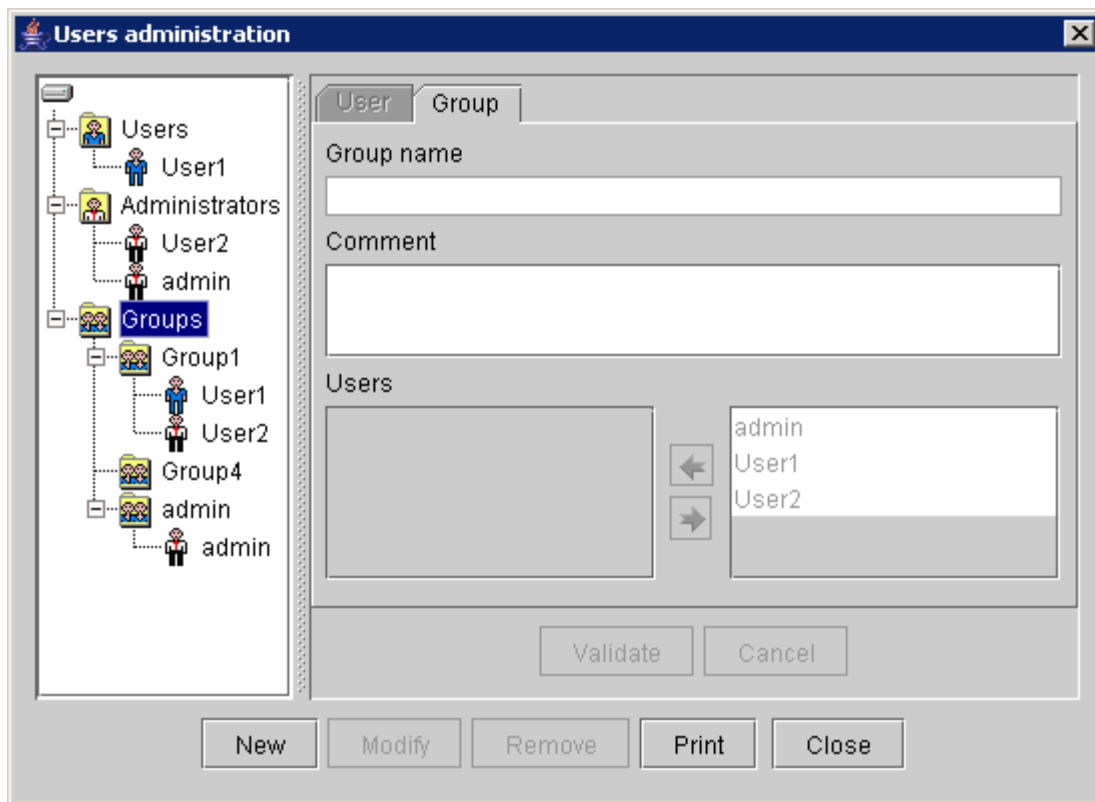 Users administration
Users
User1
Administrators
User2
admin
Groups
Group1
User1
User2
Group4
admin
admin
User
Group
Group name
Comment
Users
admin
User1
User2
Validate
Cancel
New
Modify
Remove
Print
Close